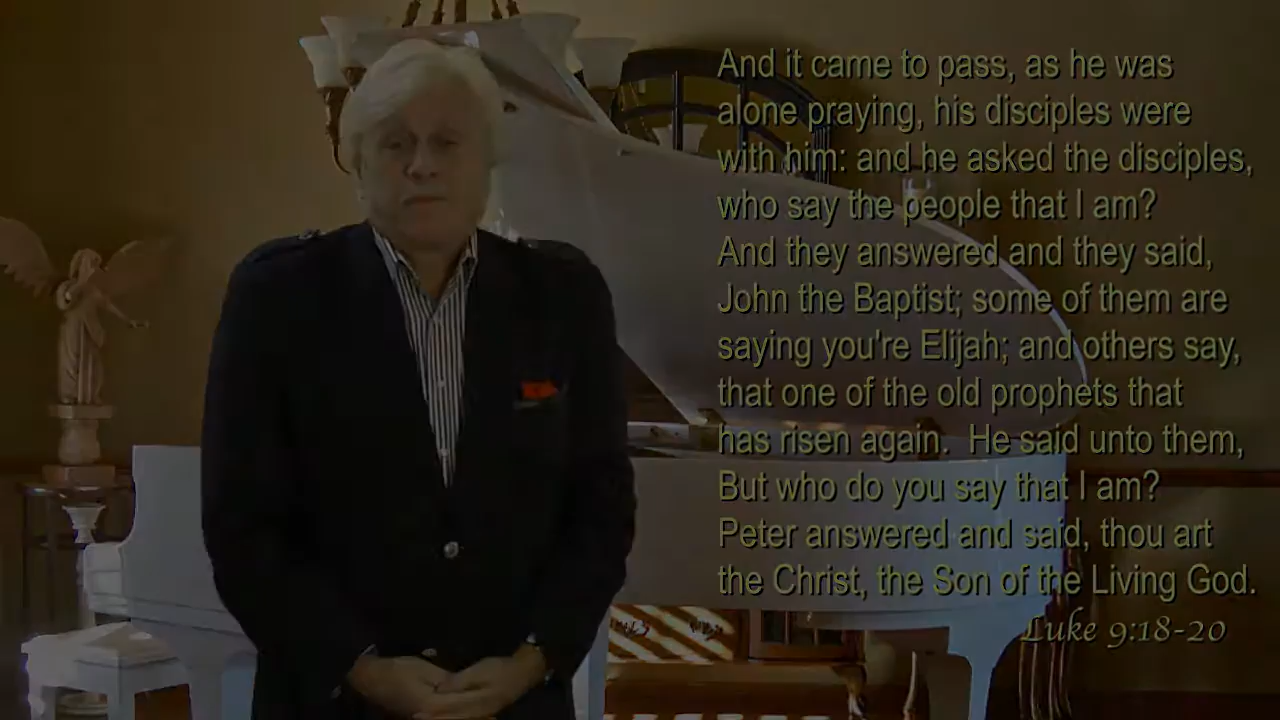 And it came to pass, as he was
alone praying, his disciples were
with him: and he asked the disciples,
who say the people that I am?
And they answered and they said,
John the Baptist; some of them are
saying you're Elijah; and others say,
that one of the old prophets that
has risen again.  He said unto them,
But who do you say that I am?
Peter answered and said, thou art
the Christ, the Son of the Living God.
Luke 9:18-20